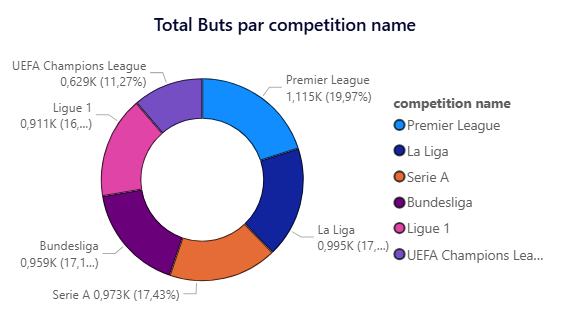 Total Buts par competition name
UEFA Champions League
0,629K (11,27%)
Premier League
1,115K (19,97%)
Ligue 1
0,911K (16,...)
La Liga
0,995K (17,...)
Bundesliga
0,959K (17,1...)
Serie A 0,973K (17,43%)
competition name
Premier League
La Liga
Serie A
Bundesliga
Ligue 1
UEFA Champions Lea...